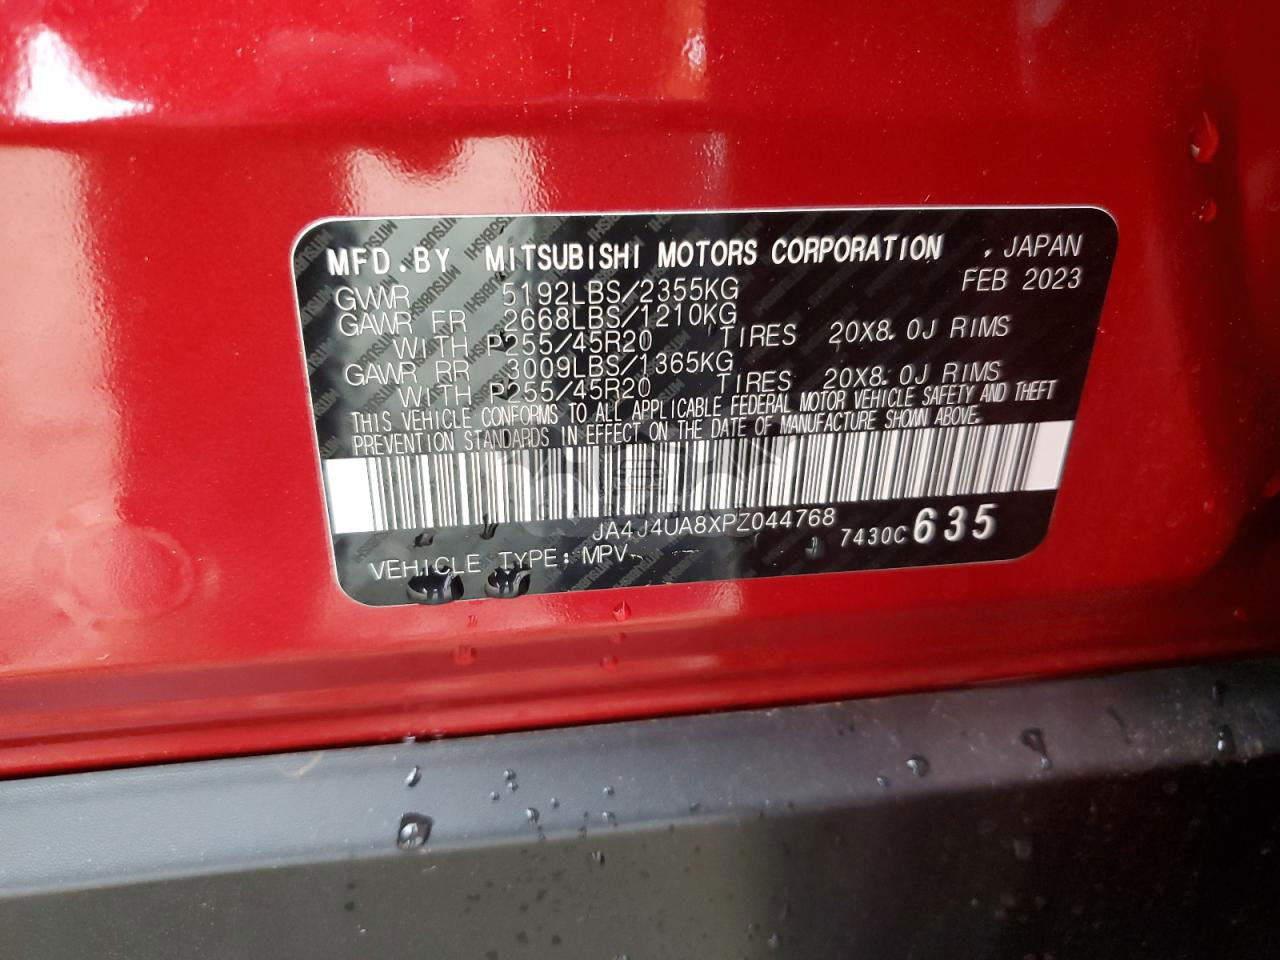 MFD.BY MITSUBISHI MOTORS CORPORATION , JAPAN
FEB 2023
GVWR 5192LBS/2355KG
GAWR FR 2668LBS/1210KG
WITH P255/45R20 TIRES 20X8.0J RIMS
GAWR RR 3009LBS/1365KG
WITH P255/45R20 TIRES 20X8.0J RIMS
THIS VEHICLE CONFORMS TO ALL APPLICABLE FEDERAL MOTOR VEHICLE SAFETY AND THEFT
PREVENTION STANDARDS IN EFFECT ON THE DATE OF MANUFACTURE SHOWN ABOVE.
JA4J4UA8XPZ044768
7430C 635
VEHICLE TYPE: MPV